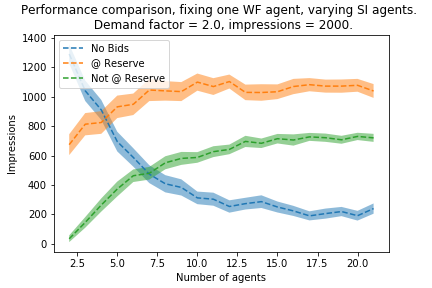 Performance comparison, fixing one WF agent, varying SI agents.
Demand factor = 2.0, impressions = 2000.
1400
1200
1000
800
600
400
200
0
Impressions
No Bids
@ Reserve
Not @ Reserve
2.5 5.0 7.5 10.0 12.5 15.0 17.5 20.0
Number of agents